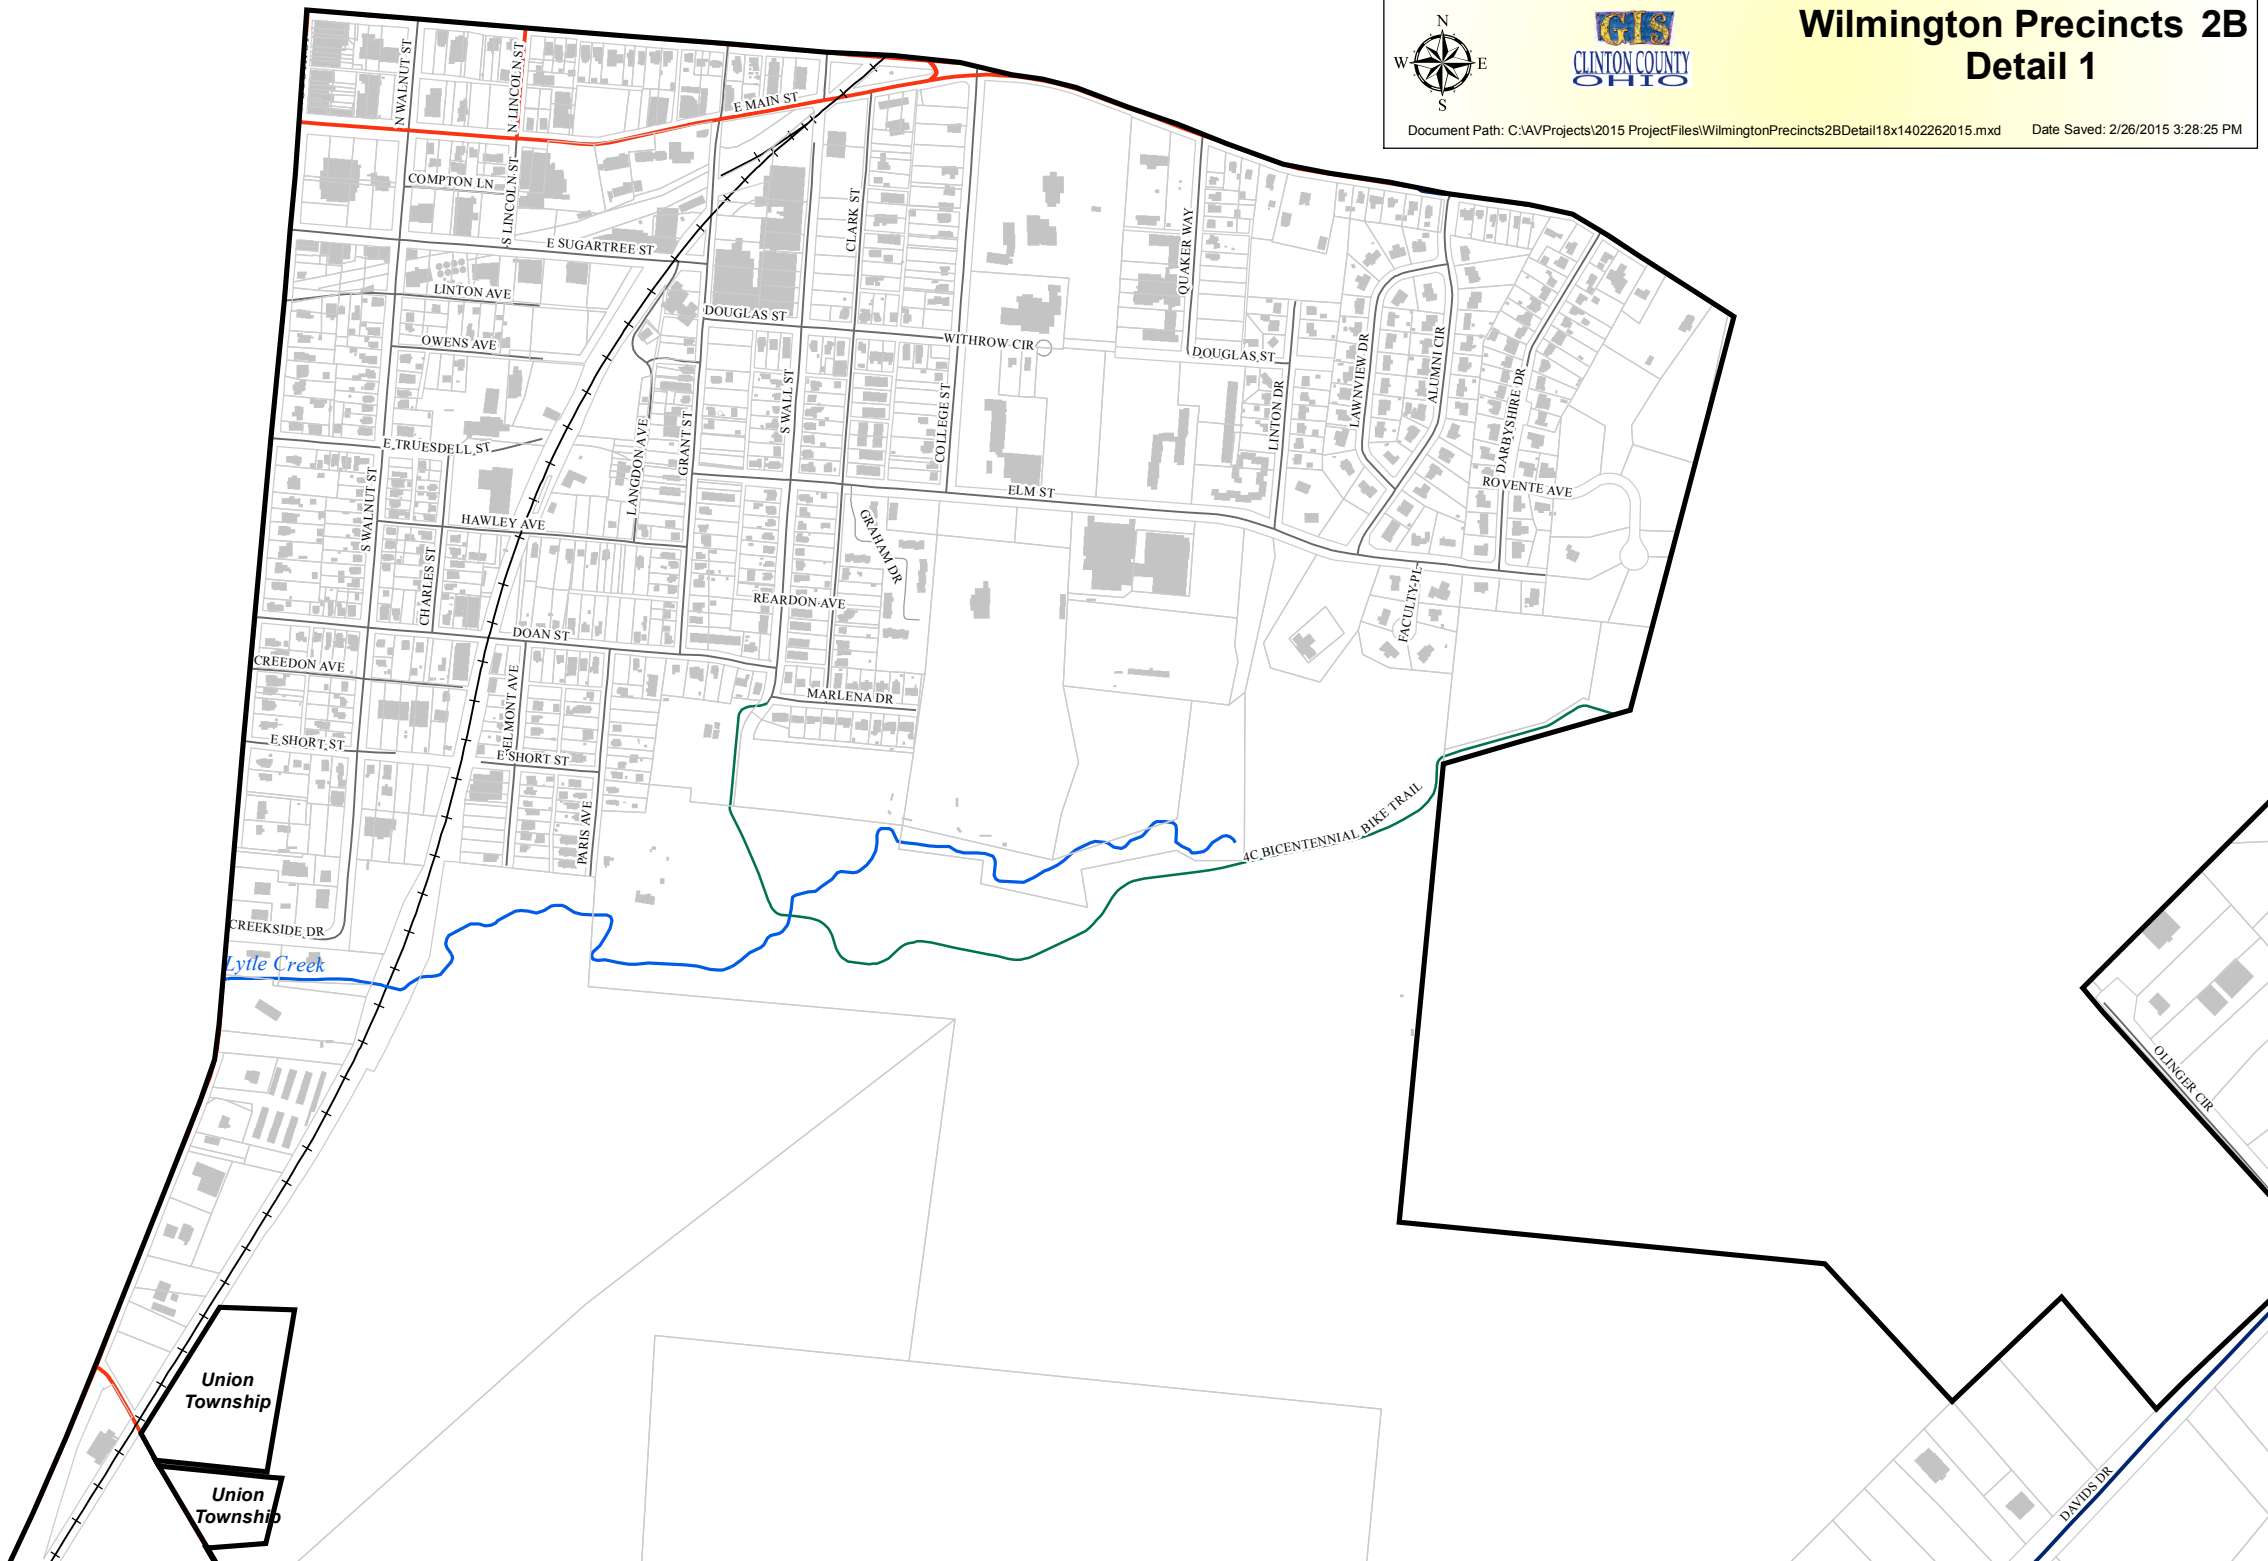 Wilmington Precincts 2B
Detail 1
N
W
E
S
GIS
CLINTON COUNTY
OHIO
Document Path: C:\AVProjects\2015 ProjectFiles\WilmingtonPrecincts2BDetail18x1402262015.mxd
Date Saved: 2/26/2015 3:28:25 PM
N WALNUT ST
N LINCOLN ST
E MAIN ST
COMPTON LN
S LINCOLN ST
E SUGARTREE ST
CLARK ST
QUAKER WAY
LINTON AVE
DOUGLAS ST
OWENS AVE
WITHROW CIR
DOUGLAS ST
LAWNVIEW DR
ALUMNI CIR
S WALL ST
COLLEGE ST
LINTON DR
DARBYSHIRE DR
E TRUESDELL ST
LANGDON AVE
GRANT ST
ROVENTE AVE
ELM ST
S WALNUT ST
HAWLEY AVE
GRAHAM DR
CHARLES ST
REARDON AVE
FACULTY PL
DOAN ST
CREEDON AVE
BELMONT AVE
MARLENA DR
E SHORT ST
E SHORT ST
PARIS AVE
4C BICENTENNIAL BIKE TRAIL
CREEKSIDE DR
Lytle Creek
OLINGER CIR
Union
Township
Union
Township
DAVIDS DR